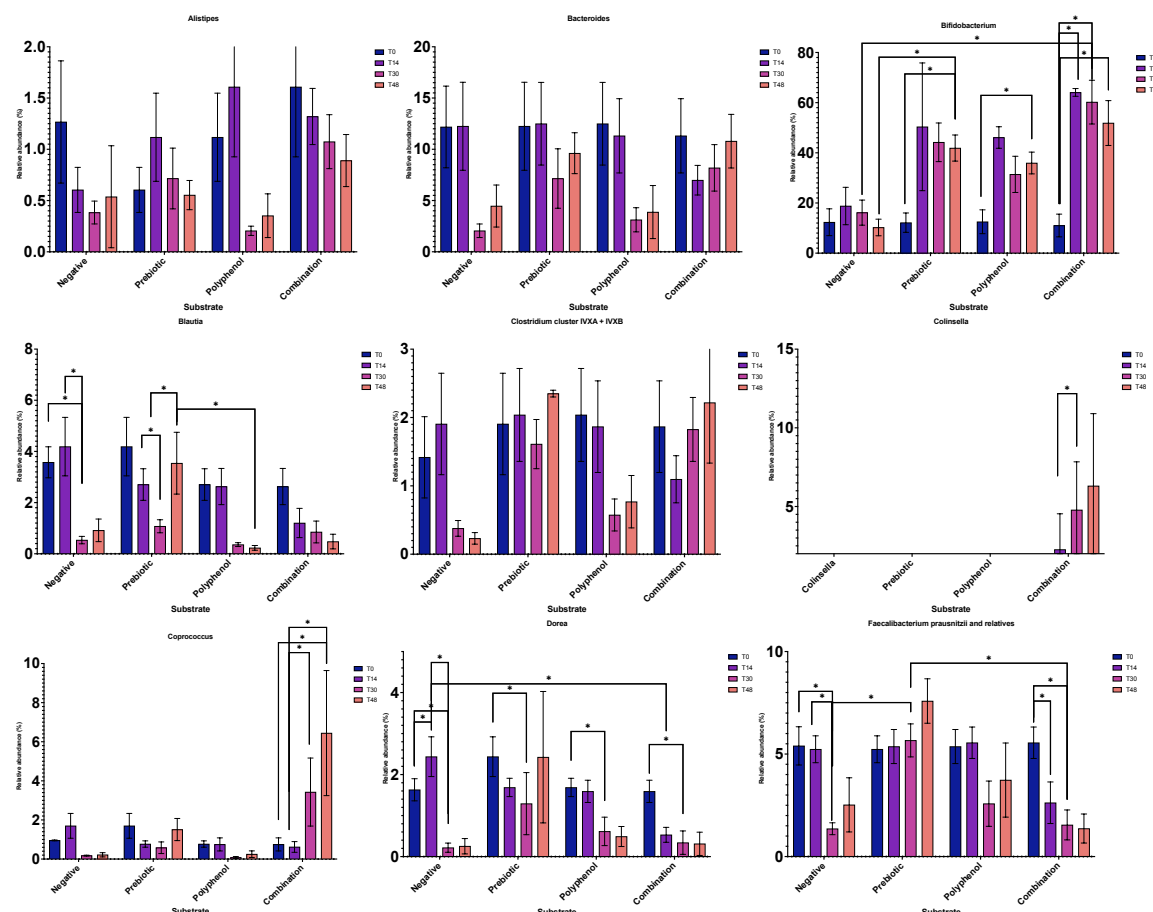 Alistipes
2.0
1.5
1.0
0.5
0.0
Relative abundance (%)
Negative
Prebiotic
Polyphenol
Combination
Substrate
T0
T14
T30
T48
Bacteroides
20
15
10
5
0
Relative abundance (%)
Negative
Prebiotic
Polyphenol
Combination
Substrate
T0
T14
T30
T48
Bifidobacterium
80
60
40
20
0
Relative abundance (%)
Negative
Prebiotic
Polyphenol
Combination
Substrate
T
T
T
T
*
*
*
*
*
*
*
Blautia
8
6
4
2
0
Relative abundance (%)
Negative
Prebiotic
Polyphenol
Combination
Substrate
T0
T14
T30
T48
*
*
*
*
*
Clostridium cluster IVXA + IVXB
3
2
1
0
Relative abundance (%)
Negative
Prebiotic
Polyphenol
Combination
Substrate
T0
T14
T30
T48
Colinsella
15
10
5
Relative abundance (%)
Colinsella
Prebiotic
Polyphenol
Combination
Substrate
T0
T14
T30
T48
*
Coprococcus
10
8
6
4
2
0
Relative abundance (%)
Negative
Prebiotic
Polyphenol
Combination
Substrate
T0
T14
T30
T48
*
*
*
Dorea
4
2
0
Relative abundance (%)
Negative
Prebiotic
Polyphenol
Combination
Substrate
T0
T14
T30
T48
*
*
*
*
*
*
*
Faecalibacterium prausnitzii and relatives
10
5
0
Relative abundance (%)
Negative
Prebiotic
Polyphenol
Combination
Substrate
T0
T14
T30
T48
*
*
*
*
*
*